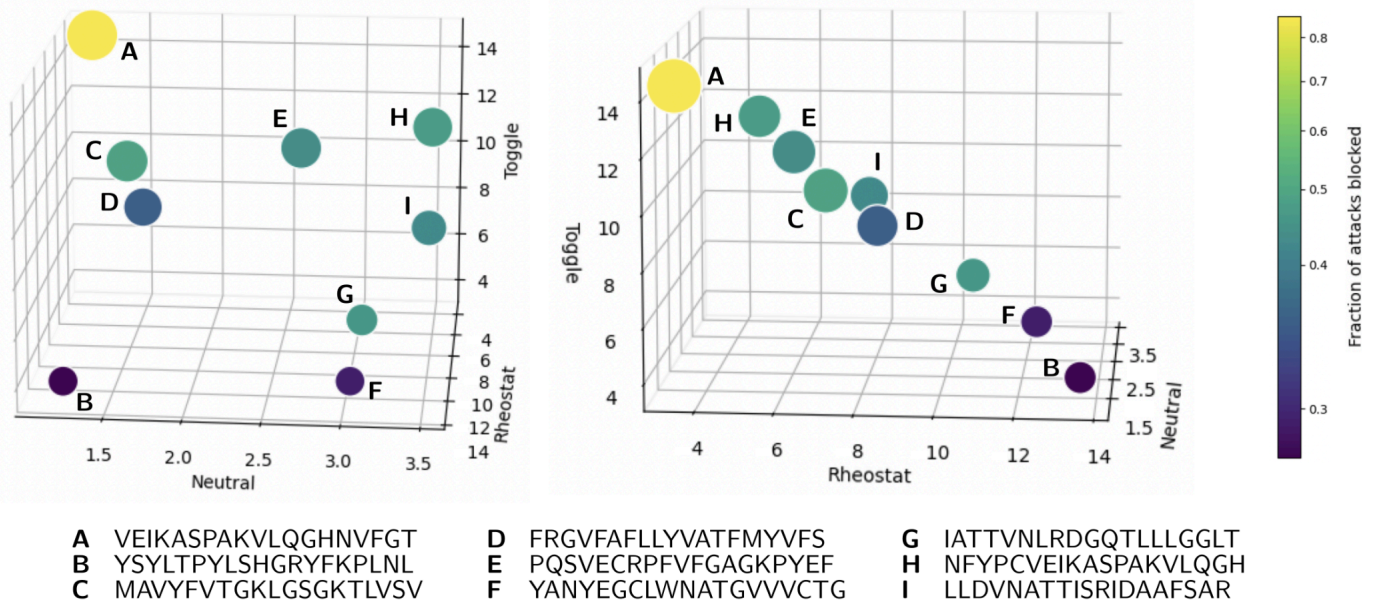 A
B
C
D
E
F
G
H
I
14
12
10
8
6
4
Toggle
4
6
8
10
12
14
Rheostat
1.5
2.0
2.5
3.0
3.5
Neutral
A
H
E
I
C
D
G
F
B
14
12
10
8
6
4
Toggle
4
6
8
10
12
14
Rheostat
3.5
2.5
1.5
Neutral
0.8
0.7
0.6
0.5
0.4
0.3
Fraction of attacks blocked
A VEIKASPAKVLQGHNVFGT D FRGVFAFLLYVATFMYVFS G IATTVNLRDGQTLLLGGLT
B YSYLTPYLSHGRYFKPLNL E PQSVECRPFVFGAGKPYEF H NFYPCVEIKASPAKVLQGH
C MAVYFVTGKLGSGKTLVSV F YANYEGCLWNATGVVVCTG I LLDVNATTISRIDAAFSAR